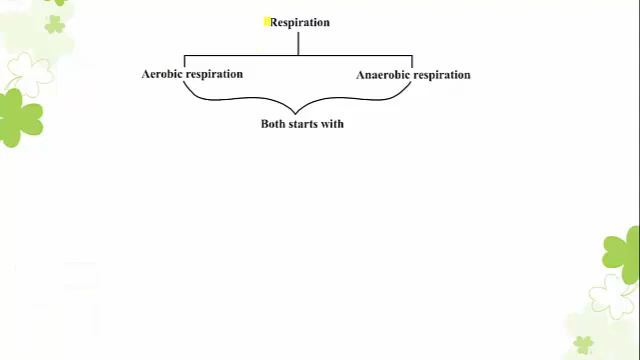 Respiration
Aerobic respiration
Anaerobic respiration
Both starts with